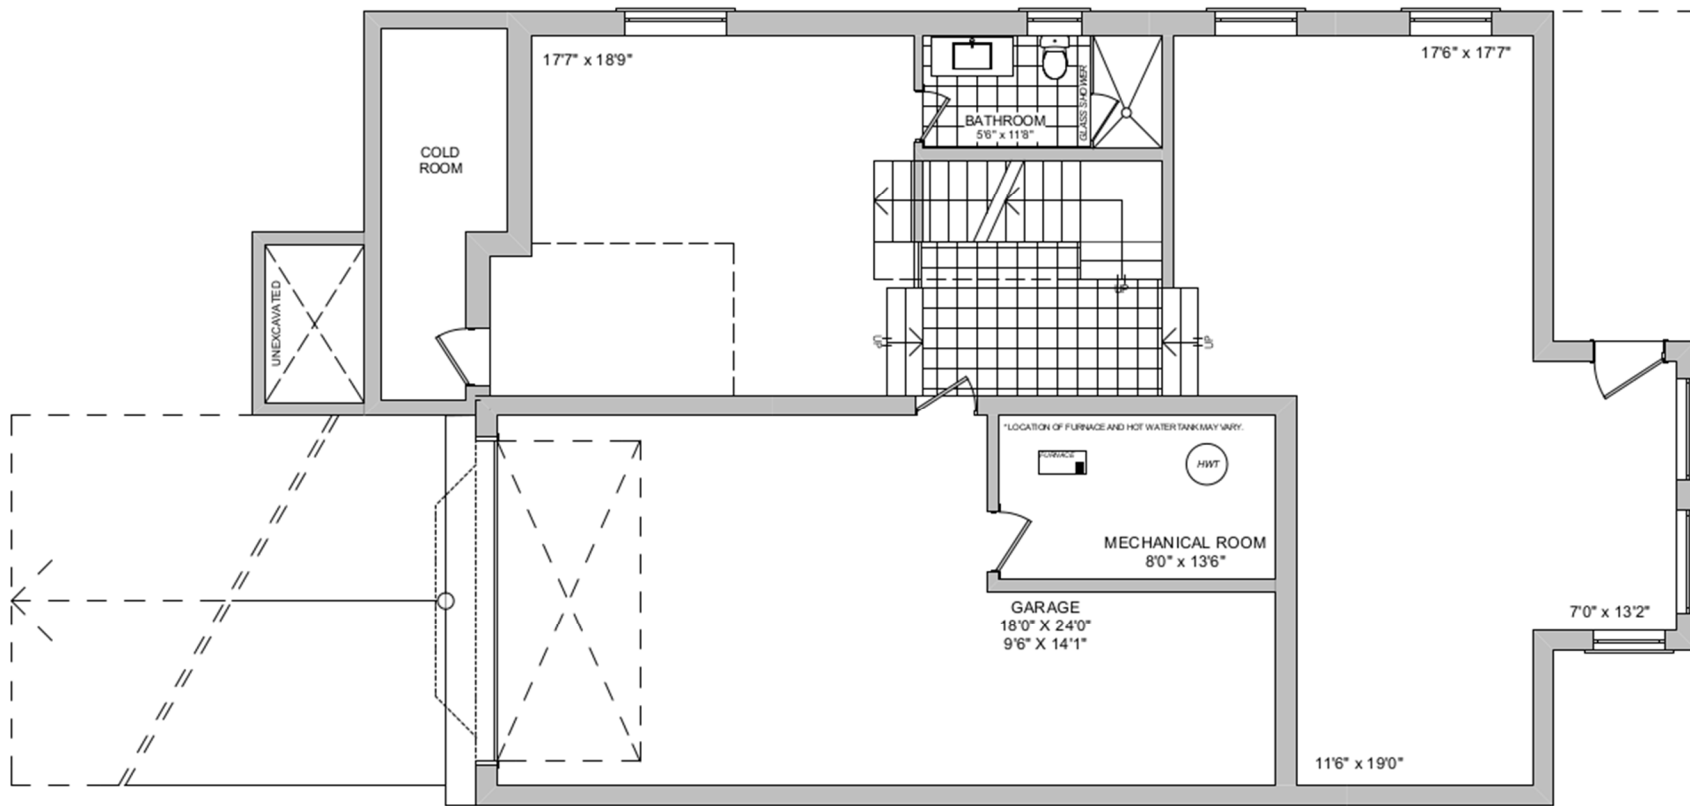 17'7" x 18'9"
17'6" x 17'7"
GLASS SHOWER
BATHROOM
5'6" x 11'8"
COLD
ROOM
UNEXCAVATED
UP
UP
UP
*LOCATION OF FURNACE AND HOT WATER TANK MAY VARY.
FURNACE
HWT
MECHANICAL ROOM
8'0" x 13'6"
GARAGE
18'0" X 24'0"
9'6" X 14'1"
7'0" x 13'2"
11'6" x 19'0"